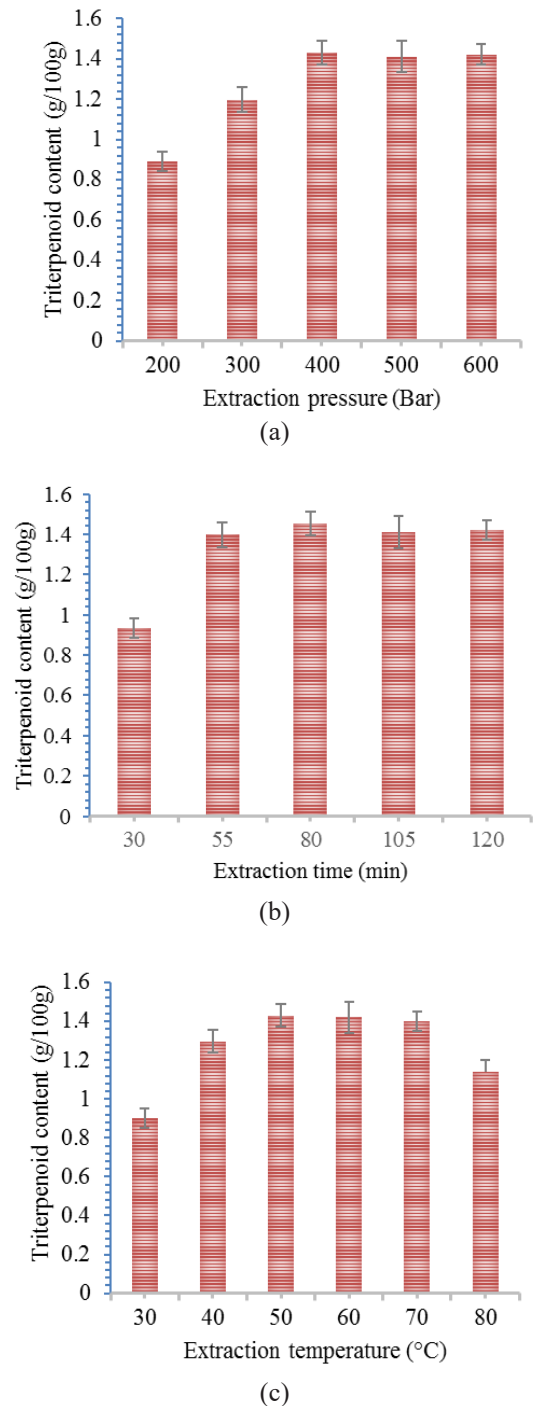 Triterpenoid content (g/100g)
1.6
1.4
1.2
1
0.8
0.6
0.4
0.2
0
200 300 400 500 600
Extraction pressure (Bar)
(a)
Triterpenoid content (g/100g)
1.6
1.4
1.2
1
0.8
0.6
0.4
0.2
0
30 55 80 105 120
Extraction time (min)
(b)
Triterpenoid content (g/100g)
1.6
1.4
1.2
1
0.8
0.6
0.4
0.2
0
30 40 50 60 70 80
Extraction temperature (°C)
(c)